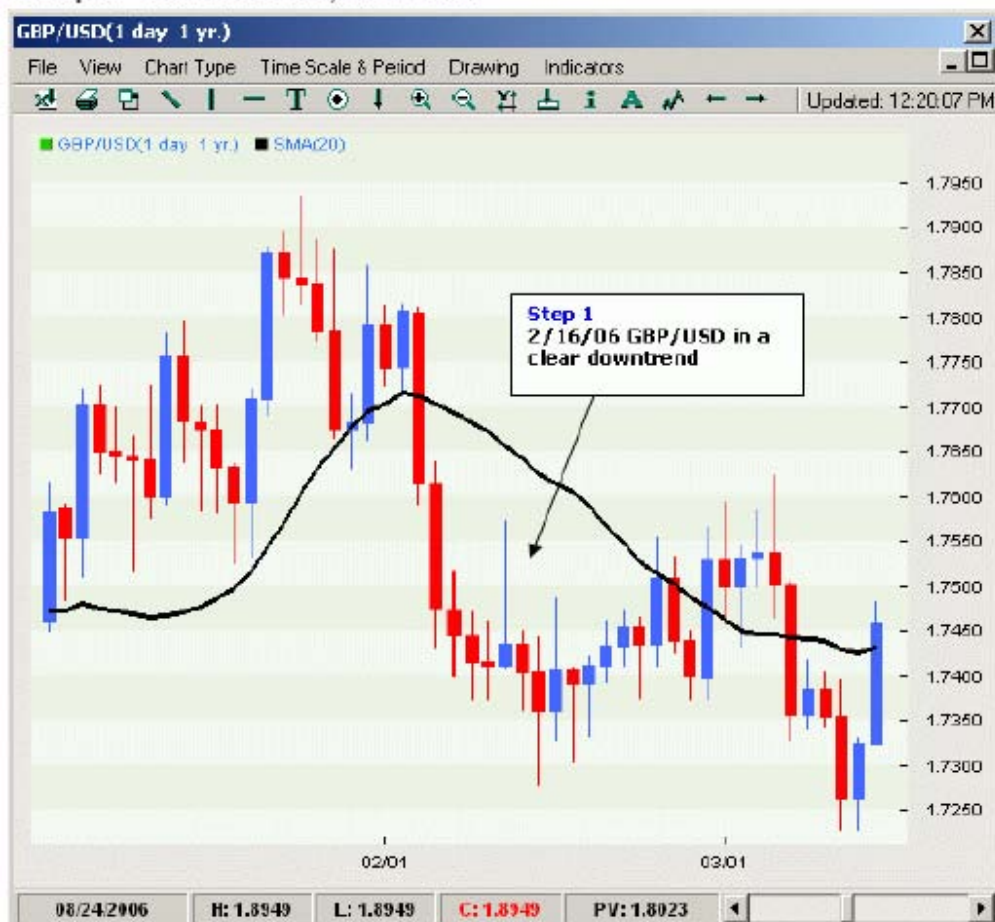 GBP/USD(1 day 1 yr.)
File View Chart Type Time Scale & Period Drawing Indicators
T i A Updated: 12:20:07 PM
GBP/USD(1 day 1 yr.) SMA(20)
1.7950
1.7900
1.7850
1.7800
1.7750
1.7700
1.7650
1.7600
1.7550
1.7500
1.7450
1.7400
1.7350
1.7300
1.7250
Step 1
2/16/06 GBP/USD in a
clear downtrend
02/01 03/01
08/24/2006 H: 1.8949 L: 1.8949 C: 1.8949 PV: 1.8023